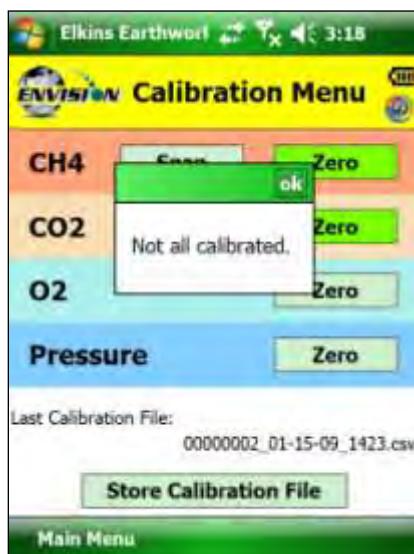 Elkins Earthworl 3:18
ENVISION Calibration Menu
CH4 Span Zero
ok
CO2 Zero
Not all calibrated.
O2 Zero
Pressure Zero
Last Calibration File:
00000002_01-15-09_1423.csv
Store Calibration File
Main Menu